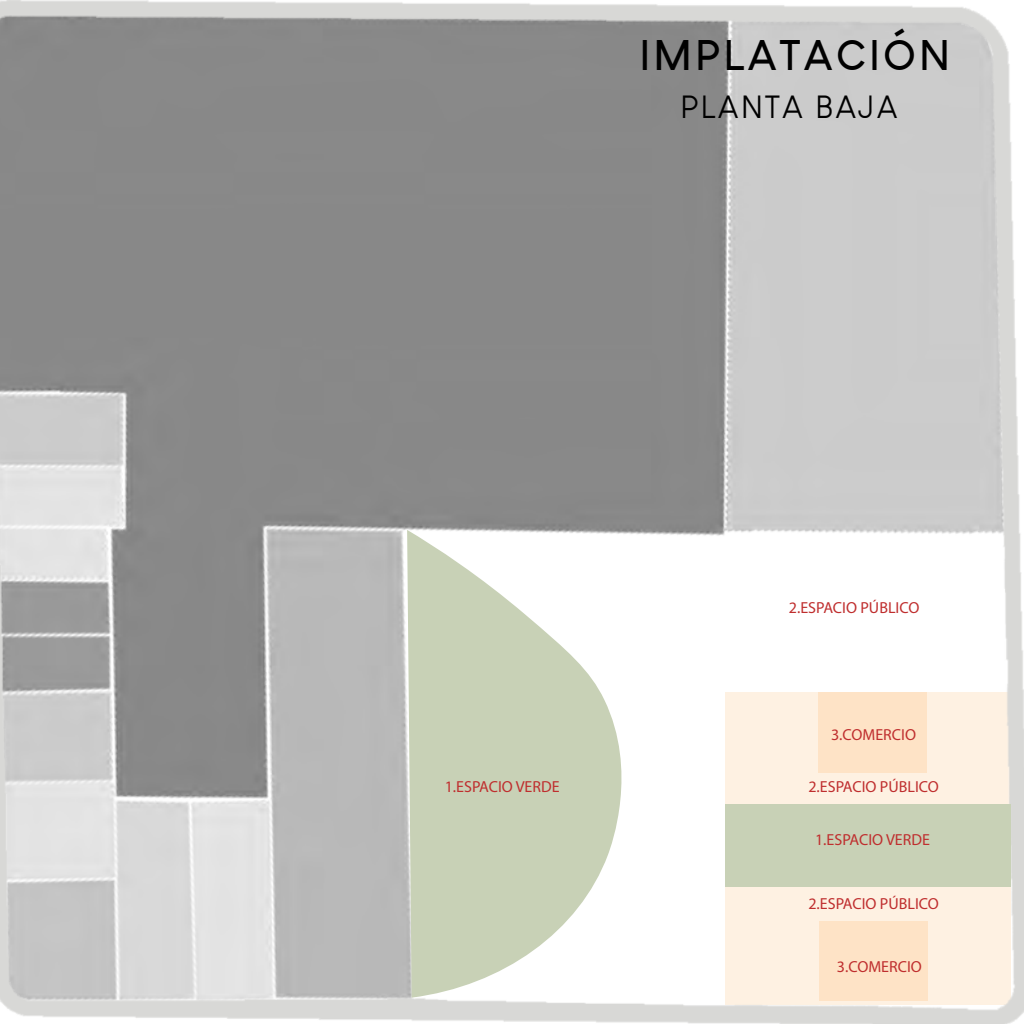 IMPLATACIÓN
PLANTA BAJA
2.ESPACIO PÚBLICO
3.COMERCIO
2.ESPACIO PÚBLICO
1.ESPACIO VERDE
1.ESPACIO VERDE
2.ESPACIO PÚBLICO
3.COMERCIO